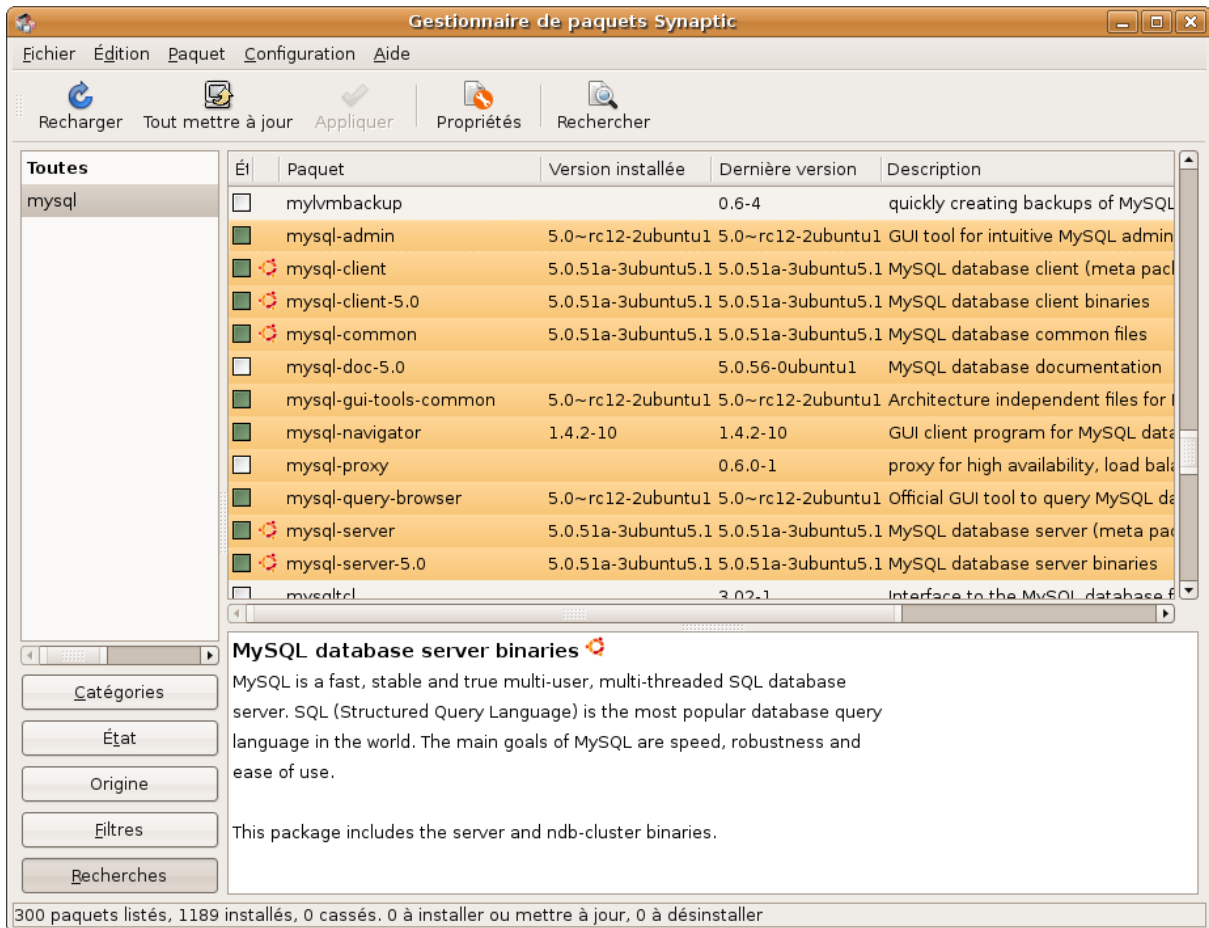 Gestionnaire de paquets Synaptic
Fichier Édition Paquet Configuration Aide
Recharger Tout mettre à jour Appliquer Propriétés Rechercher
Toutes
mysql
Ét Paquet Version installée Dernière version Description
mylvmbackup 0.6-4 quickly creating backups of MySQL
mysql-admin 5.0~rc12-2ubuntu1 5.0~rc12-2ubuntu1 GUI tool for intuitive MySQL admin
mysql-client 5.0.51a-3ubuntu5.1 5.0.51a-3ubuntu5.1 MySQL database client (meta pack
mysql-client-5.0 5.0.51a-3ubuntu5.1 5.0.51a-3ubuntu5.1 MySQL database client binaries
mysql-common 5.0.51a-3ubuntu5.1 5.0.51a-3ubuntu5.1 MySQL database common files
mysql-doc-5.0 5.0.56-0ubuntu1 MySQL database documentation
mysql-gui-tools-common 5.0~rc12-2ubuntu1 5.0~rc12-2ubuntu1 Architecture independent files for
mysql-navigator 1.4.2-10 1.4.2-10 GUI client program for MySQL data
mysql-proxy 0.6.0-1 proxy for high availability, load bala
mysql-query-browser 5.0~rc12-2ubuntu1 5.0~rc12-2ubuntu1 Official GUI tool to query MySQL da
mysql-server 5.0.51a-3ubuntu5.1 5.0.51a-3ubuntu5.1 MySQL database server (meta pac
mysql-server-5.0 5.0.51a-3ubuntu5.1 5.0.51a-3ubuntu5.1 MySQL database server binaries
mysqltcl 3.02-1 Interface to the MySQL database f
Catégories
État
Origine
Filtres
Recherches
MySQL database server binaries
MySQL is a fast, stable and true multi-user, multi-threaded SQL database
server. SQL (Structured Query Language) is the most popular database query
language in the world. The main goals of MySQL are speed, robustness and
ease of use.
This package includes the server and ndb-cluster binaries.
300 paquets listés, 1189 installés, 0 cassés. 0 à installer ou mettre à jour, 0 à désinstaller